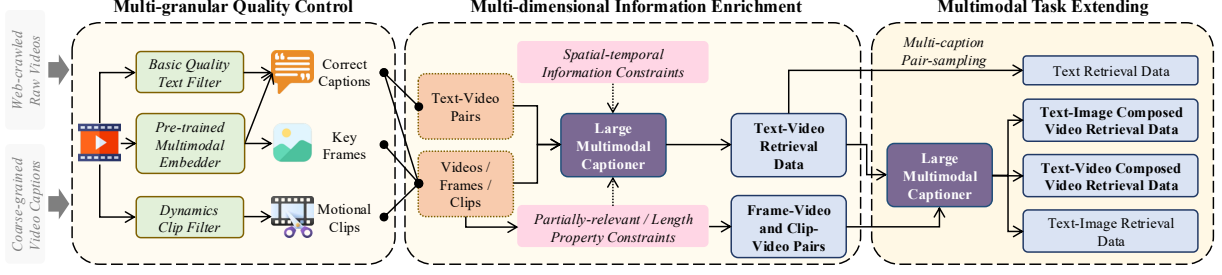 Multi-granular Quality Control
Multi-dimensional Information Enrichment
Multimodal Task Extending
Web-crawled
Raw Videos
Coarse-grained
Video Captions
Basic Quality
Text Filter
Pre-trained
Multimodal
Embedder
Dynamics
Clip Filter
Correct
Captions
Key
Frames
Motional
Clips
Text-Video
Pairs
Videos /
Frames /
Clips
Spatial-temporal
Information Constraints
Large
Multimodal
Captioner
Partially-relevant / Length
Property Constraints
Text-Video
Retrieval
Data
Frame-Video
and Clip-
Video Pairs
Multi-caption
Pair-sampling
Large
Multimodal
Captioner
Text Retrieval Data
Text-Image Composed
Video Retrieval Data
Text-Video Composed
Video Retrieval Data
Text-Image Retrieval
Data